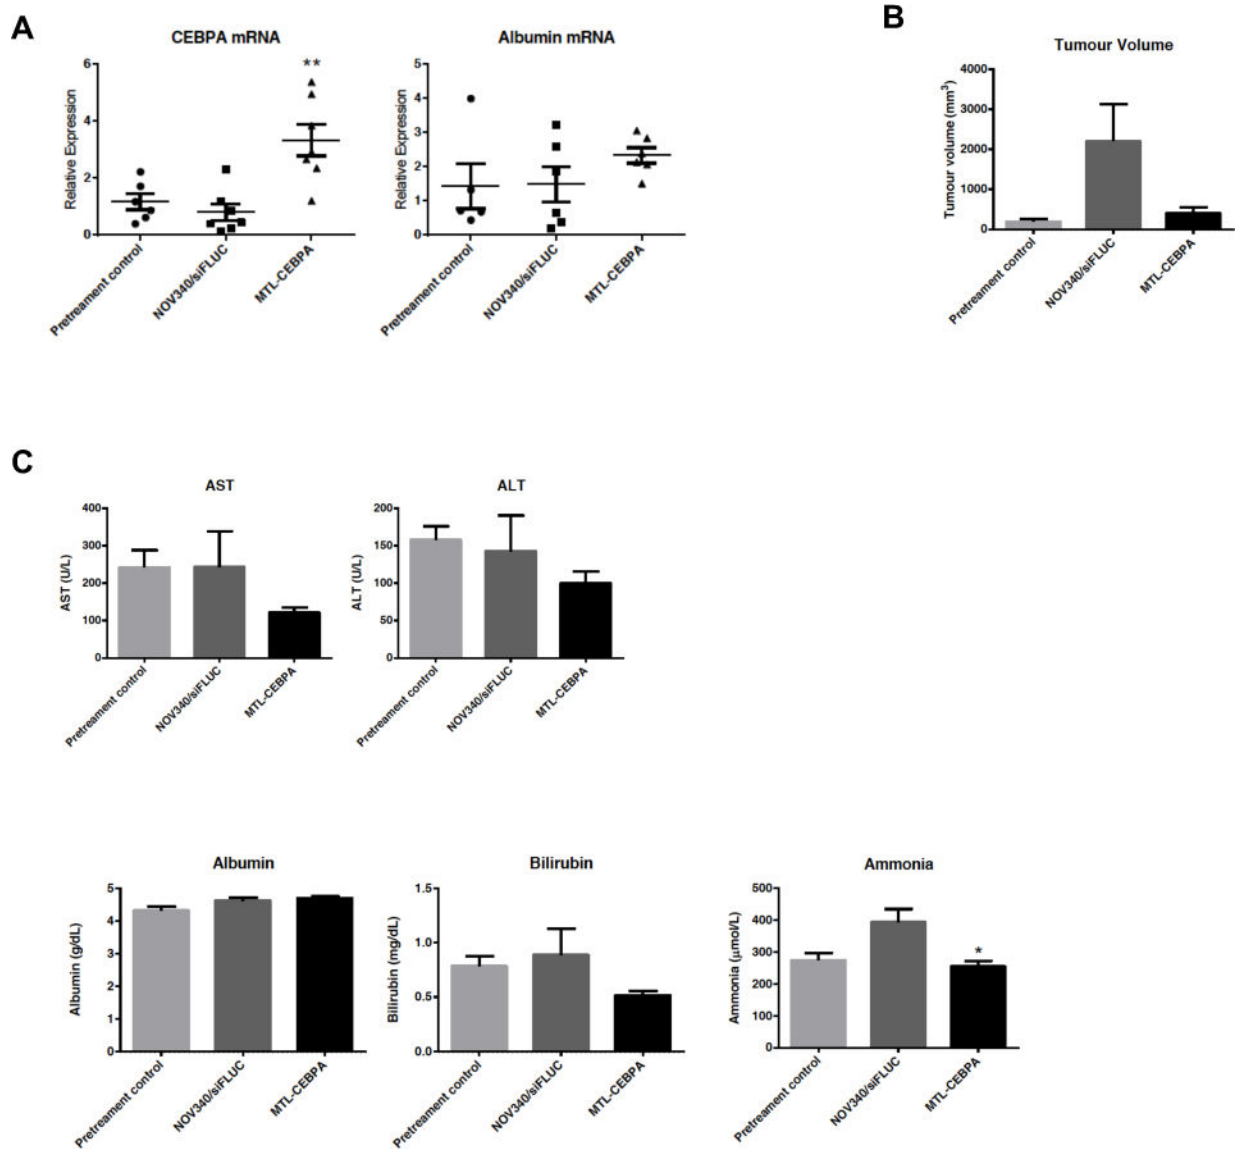 A
B
CEBPA mRNA
Albumin mRNA
Tumour Volume
**
Relative Expression
6
4
2
0
Pretreament control
NOV340/siFLUC
MTL-CEBPA
Relative Expression
5
4
3
2
1
0
Pretreament control
NOV340/siFLUC
MTL-CEBPA
Tumour volume (mm³)
4000
3000
2000
1000
0
Pretreament control
NOV340/siFLUC
MTL-CEBPA
C
AST
AST (U/L)
400
300
200
100
0
Pretreament control
NOV340/siFLUC
MTL-CEBPA
ALT
ALT (U/L)
200
150
100
50
0
Pretreament control
NOV340/siFLUC
MTL-CEBPA
Albumin
Albumin (g/dL)
5
4
3
2
1
0
Pretreament control
NOV340/siFLUC
MTL-CEBPA
Bilirubin
Bilirubin (mg/dL)
1.5
1.0
0.5
0.0
Pretreament control
NOV340/siFLUC
MTL-CEBPA
Ammonia
Ammonia (μmol/L)
500
400
300
200
100
0
*
Pretreament control
NOV340/siFLUC
MTL-CEBPA